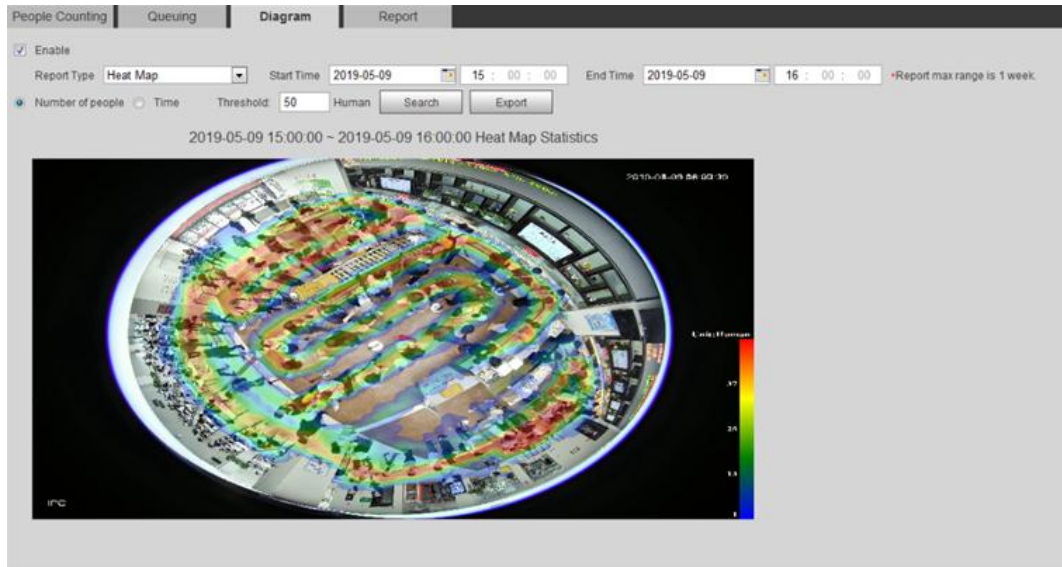 People Counting
Queuing
Diagram
Report
Enable
Report Type Heat Map Start Time 2019-05-09 15 : 00 : 00 End Time 2019-05-09 16 : 00 : 00 *Report max range is 1 week.
Number of people Time Threshold: 50 Human Search Export
2019-05-09 15:00:00 ~ 2019-05-09 16:00:00 Heat Map Statistics
Unit:Human
IPC